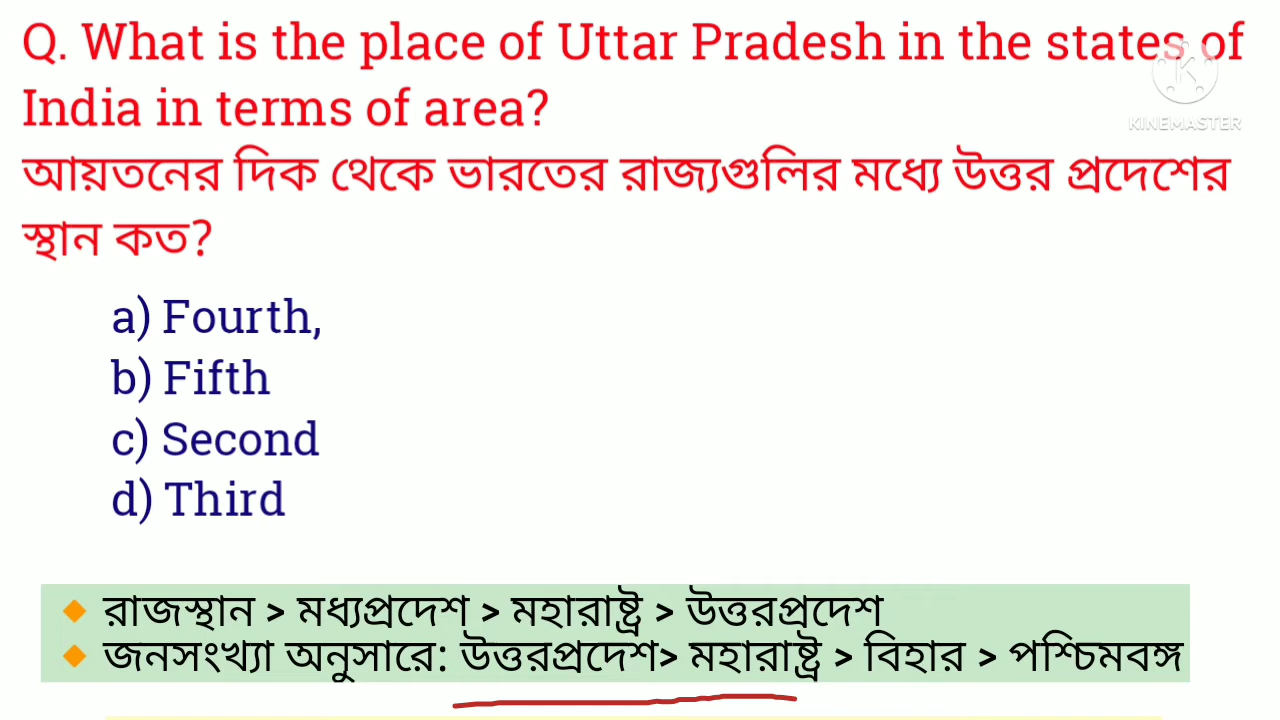 Q. What is the place of Uttar Pradesh in the states of
India in terms of area?
আয়তনের দিক থেকে ভারতের রাজ্যগুলির মধ্যে উত্তর প্রদেশের
স্থান কত?
a) Fourth,
b) Fifth
c) Second
d) Third
🔸 রাজস্থান > মধ্যপ্রদেশ > মহারাষ্ট্র > উত্তরপ্রদেশ
🔸 জনসংখ্যা অনুসারে: উত্তরপ্রদেশ> মহারাষ্ট্র > বিহার > পশ্চিমবঙ্গ
K
KINEMASTER